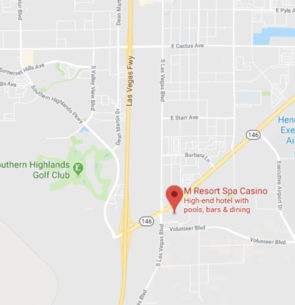 E Pyle Ave
Dean Martin
Las Vegas Fwy
E Cactus Ave
Somerset Hills Ave
S Valley View Blvd
S Las Vegas Blvd
Southern Highlands Pkwy
Dean Martin Dr
E Starr Ave
Hen
Exe
Ai
146
Barbara Ln
Executive Airport Dr
outhern Highlands
Golf Club
M Resort Spa Casino
High-end hotel with
pools, bars & dining
146
Volunteer Blvd
Volunteer Blvd
S Las Vegas Blvd